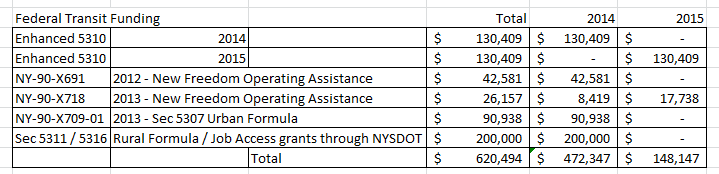 Federal Transit Funding Total 2014 2015
Enhanced 5310 2014 $ 130,409 $ 130,409 $ -
Enhanced 5310 2015 $ 130,409 $ - $ 130,409
NY-90-X691 2012 - New Freedom Operating Assistance $ 42,581 $ 42,581 $ -
NY-90-X718 2013 - New Freedom Operating Assistance $ 26,157 $ 8,419 $ 17,738
NY-90-X709-01 2013 - Sec 5307 Urban Formula $ 90,938 $ 90,938 $ -
Sec 5311 / 5316 Rural Formula / Job Access grants through NYSDOT $ 200,000 $ 200,000 $ -
Total $ 620,494 $ 472,347 $ 148,147